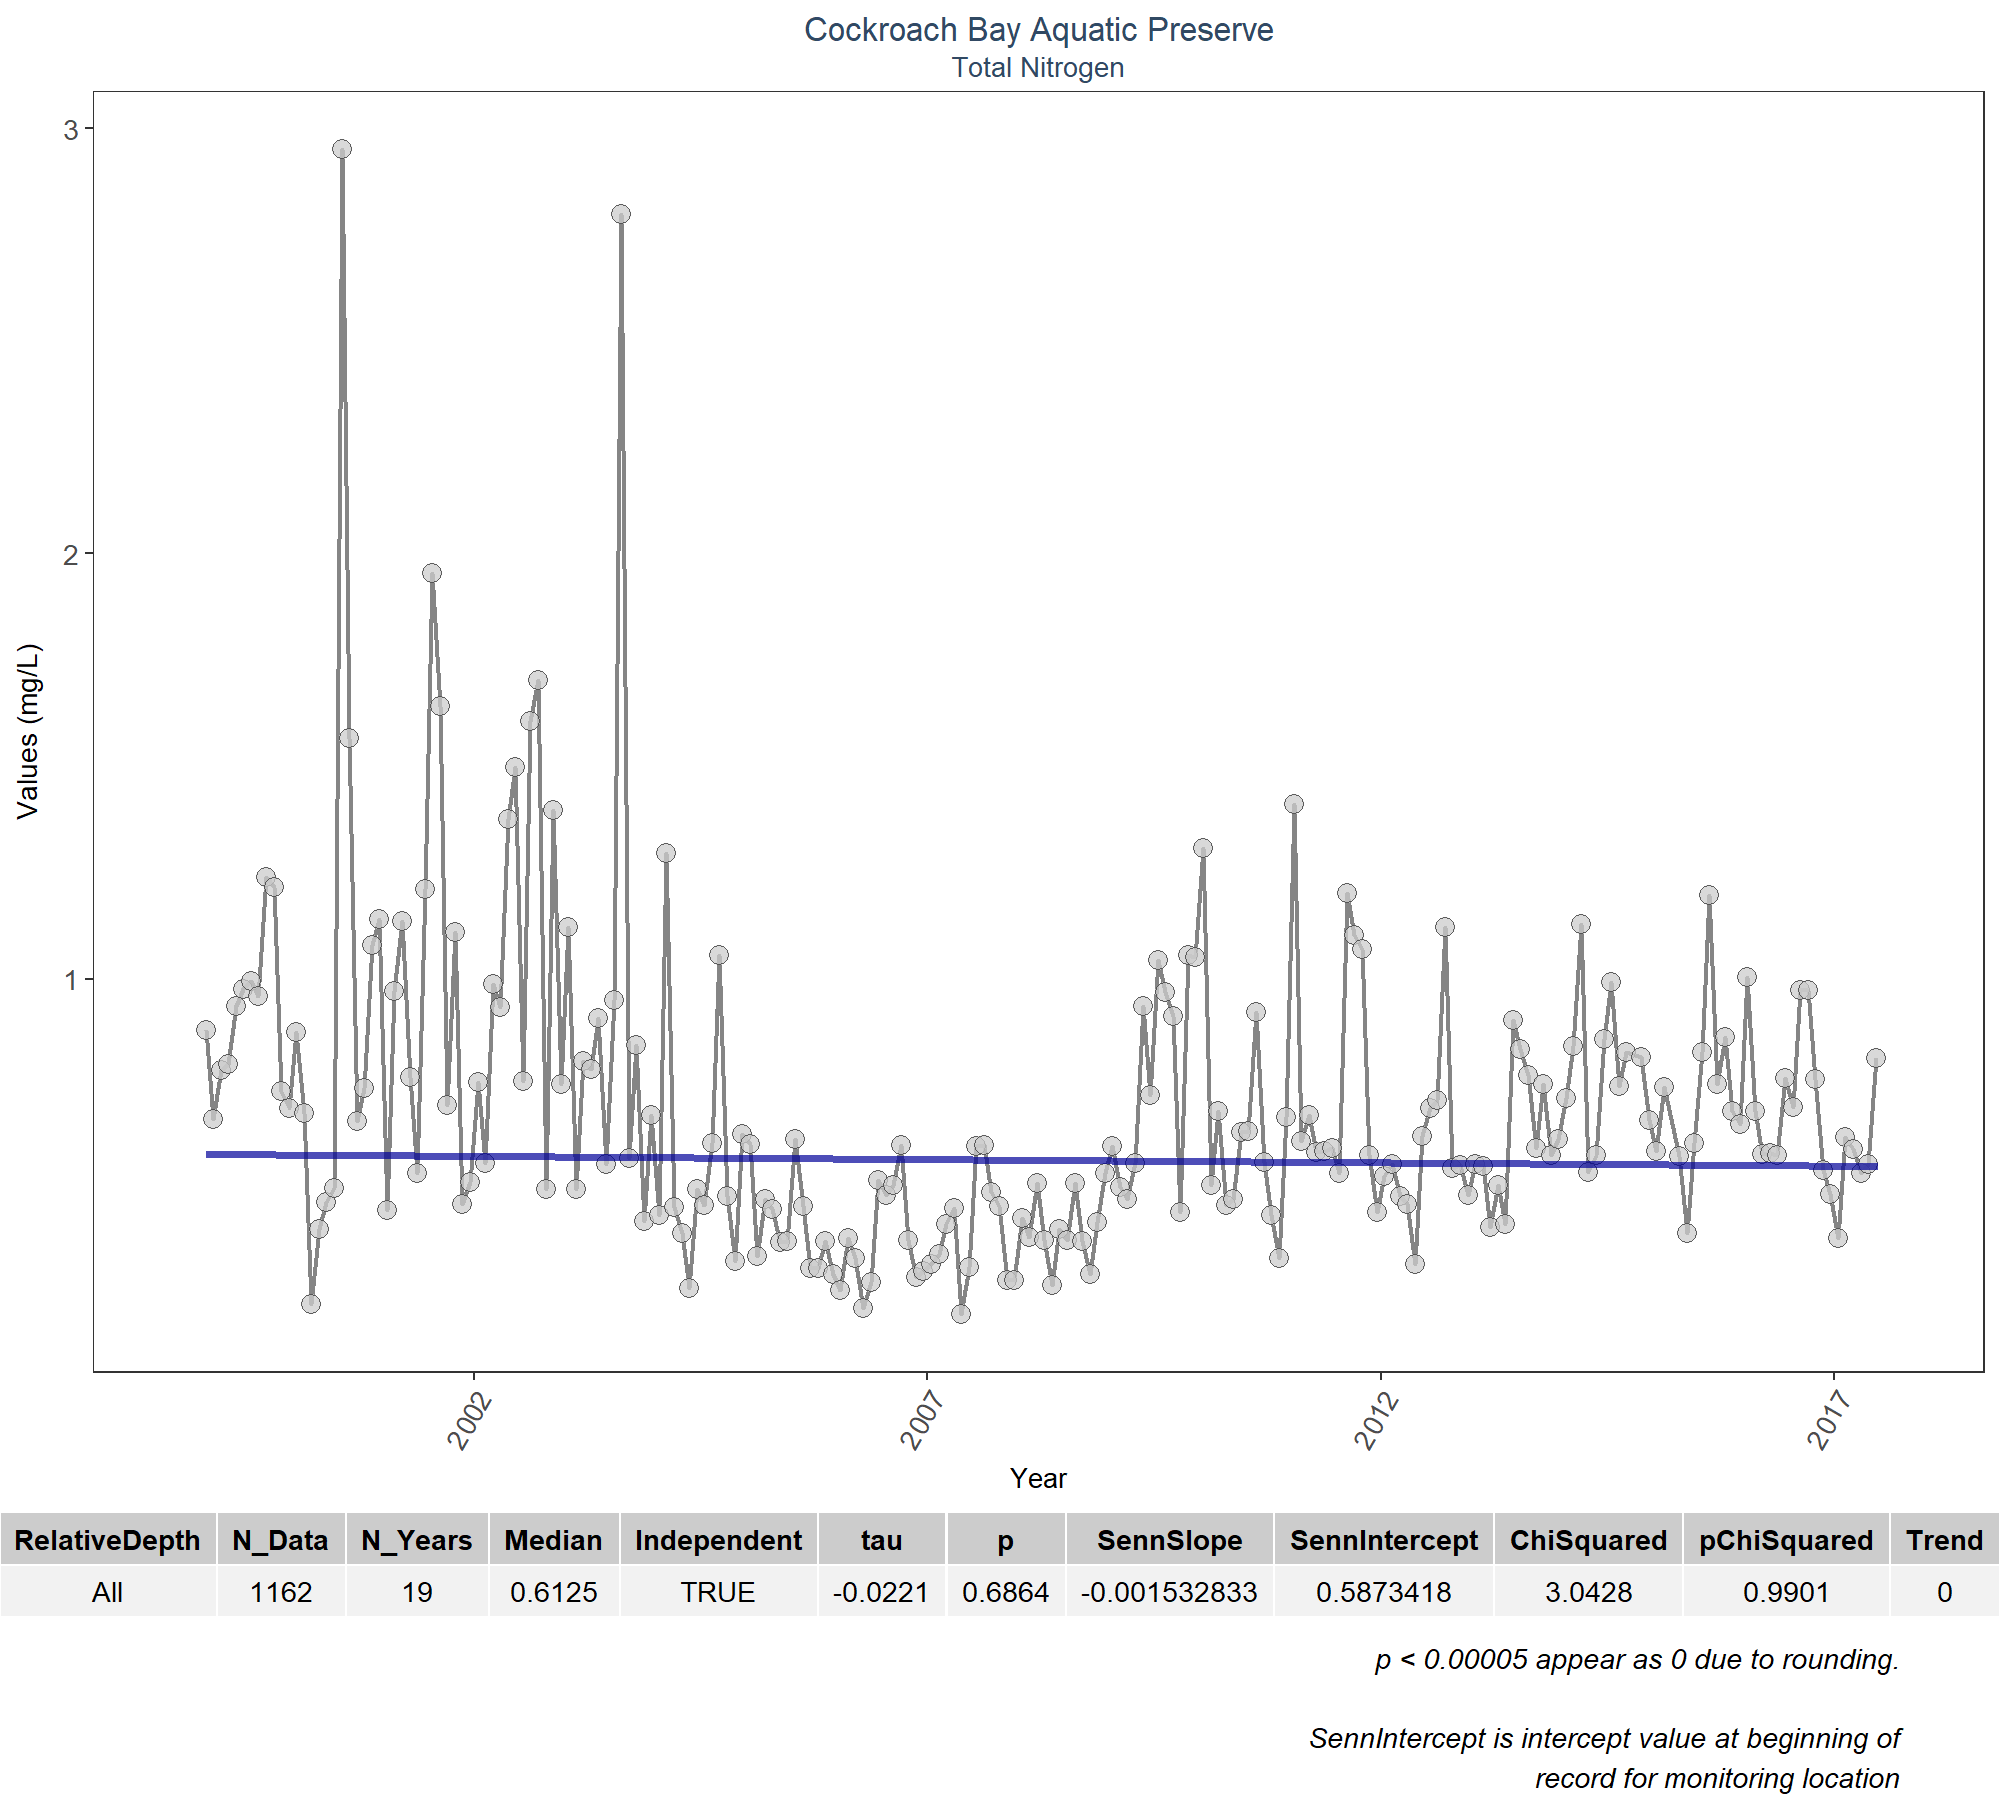 Cockroach Bay Aquatic Preserve
Total Nitrogen
3
2
1
Values (mg/L)
2002 2007 2012 2017
Year
RelativeDepth N_Data N_Years Median Independent tau p SennSlope SennIntercept ChiSquared pChiSquared Trend
All 1162 19 0.6125 TRUE -0.0221 0.6864 -0.001532833 0.5873418 3.0428 0.9901 0
p < 0.00005 appear as 0 due to rounding.
SennIntercept is intercept value at beginning of
record for monitoring location